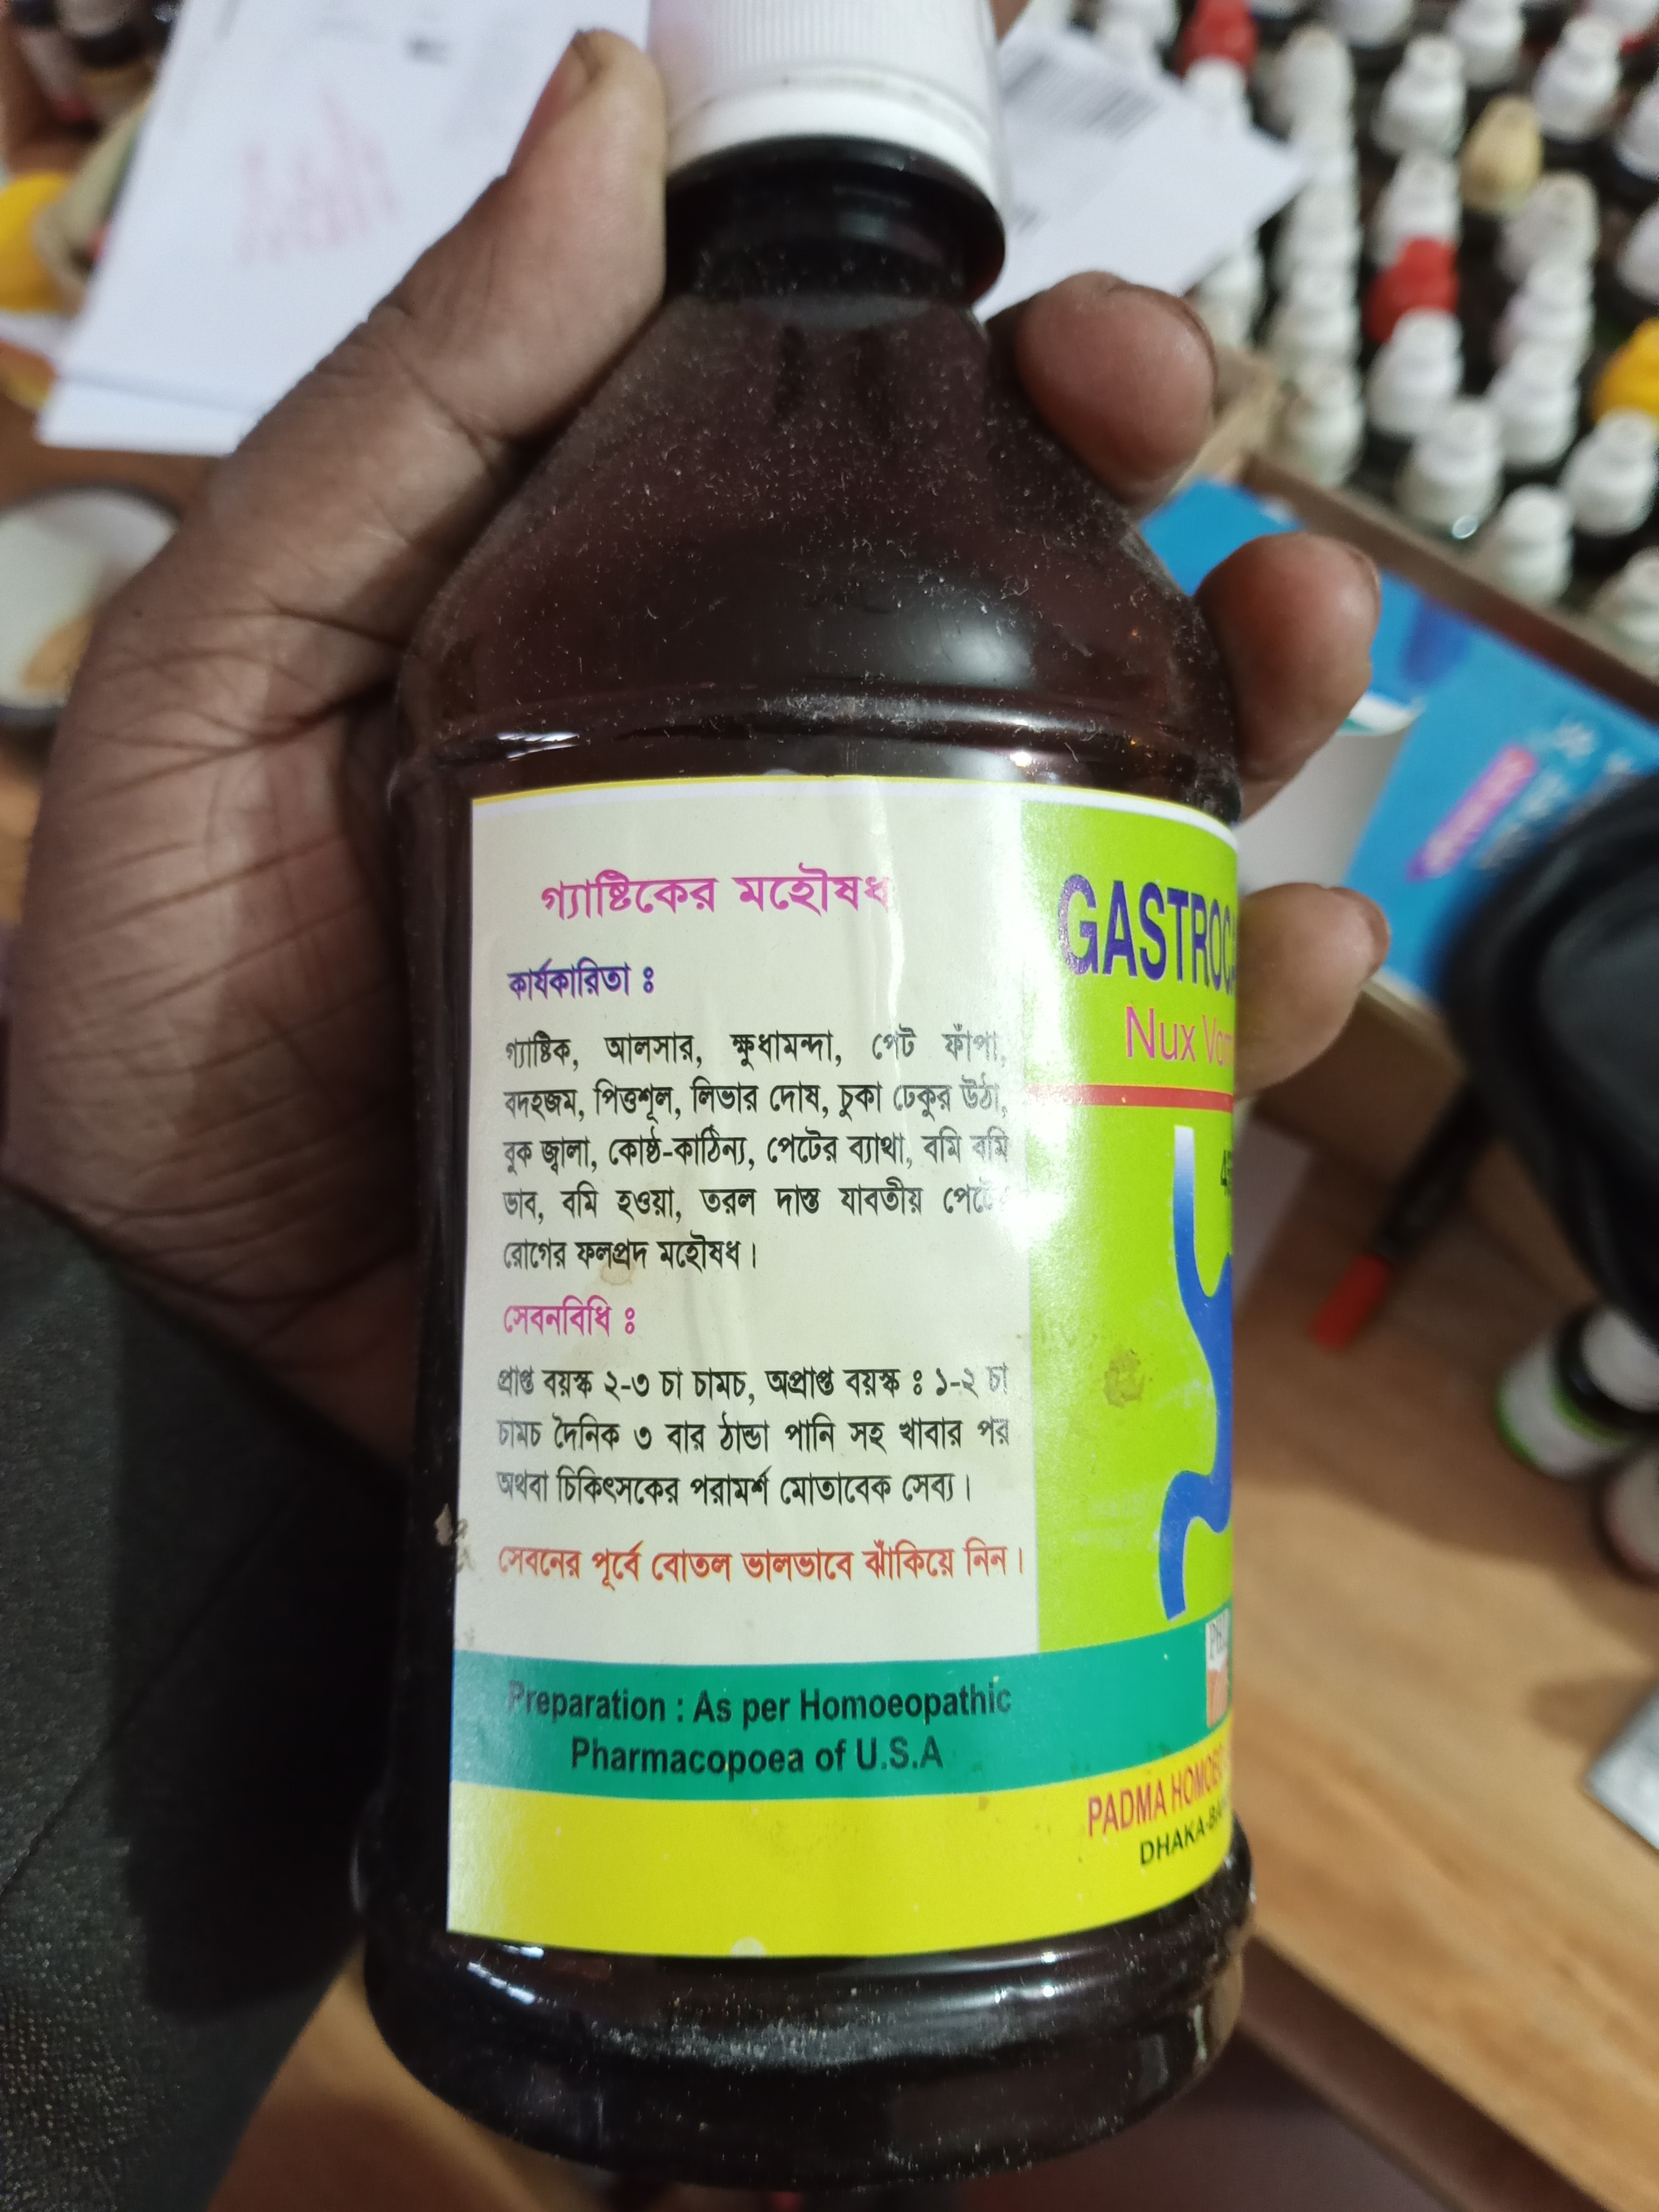 গ্যাষ্টিকের মহৌষধ
কার্যকারিতা ঃ
গ্যাষ্টিক, আলসার, ক্ষুধামন্দা, পেট ফাঁপা,
বদহজম, পিত্তশূল, লিভার দোষ, চুকা ঢেকুর উঠা,
বুক জ্বালা, কোষ্ঠ-কাঠিন্য, পেটের ব্যাথা, বমি বমি
ভাব, বমি হওয়া, তরল দাস্ত যাবতীয় পেটের
রোগের ফলপ্রদ মহৌষধ।
সেবনবিধি ঃ
প্রাপ্ত বয়স্ক ২-৩ চা চামচ, অপ্রাপ্ত বয়স্ক ঃ ১-২ চা
চামচ দৈনিক ৩ বার ঠান্ডা পানি সহ খাবার পর
অথবা চিকিৎসকের পরামর্শ মোতাবেক সেব্য।
সেবনের পূর্বে বোতল ভালভাবে ঝাঁকিয়ে নিন।
Preparation : As per Homoeopathic
Pharmacopoea of U.S.A
GASTROC
Nux Vom
PADMA HOMOEO
DHAKA-BA